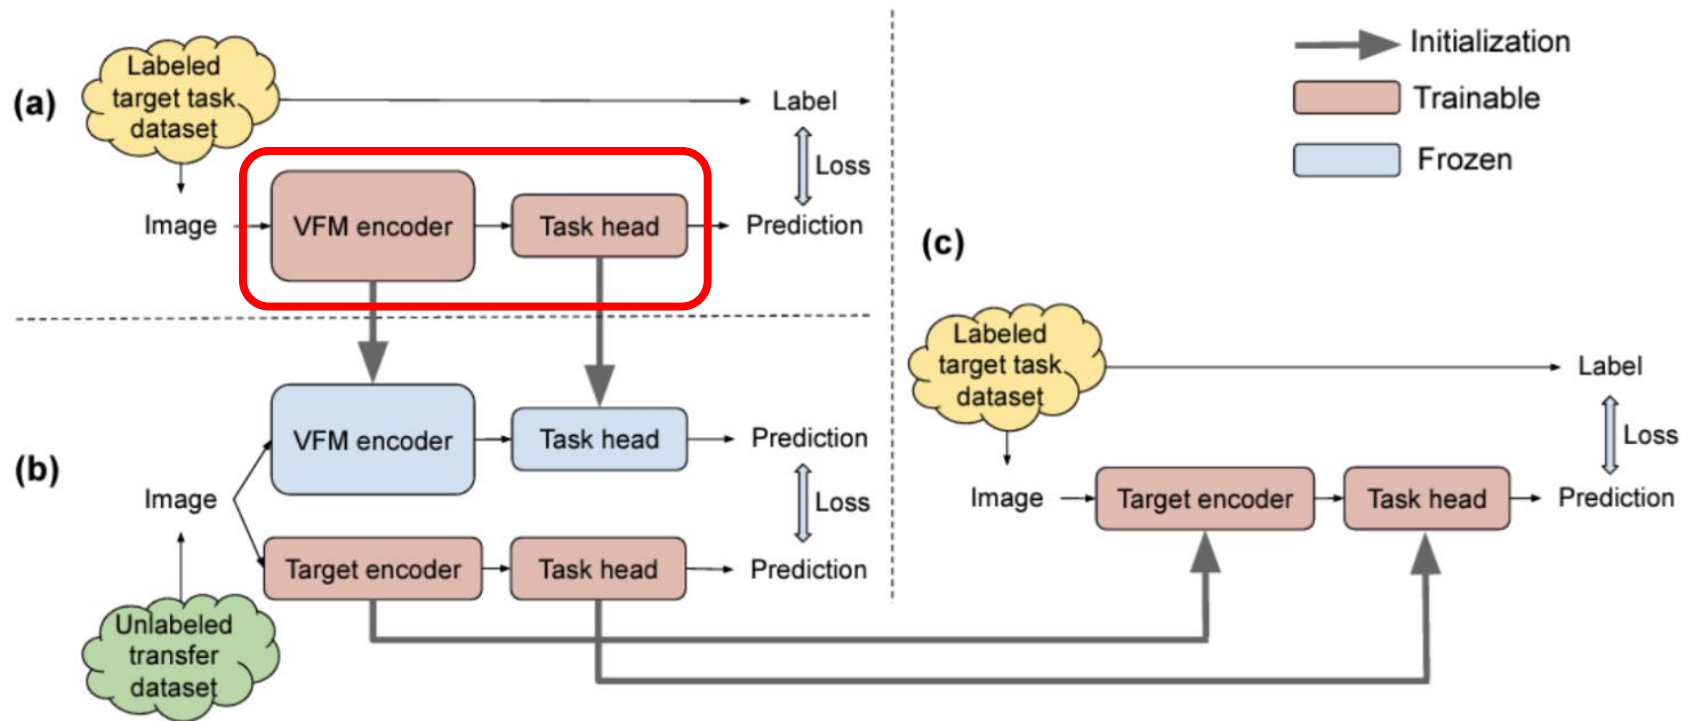 (a)
Labeled
target task
dataset
Label
Loss
Image
VFM encoder
Task head
Prediction
(b)
Image
VFM encoder
Task head
Prediction
Loss
Target encoder
Task head
Prediction
Unlabeled
transfer
dataset
Initialization
Trainable
Frozen
(c)
Labeled
target task
dataset
Label
Loss
Image
Target encoder
Task head
Prediction